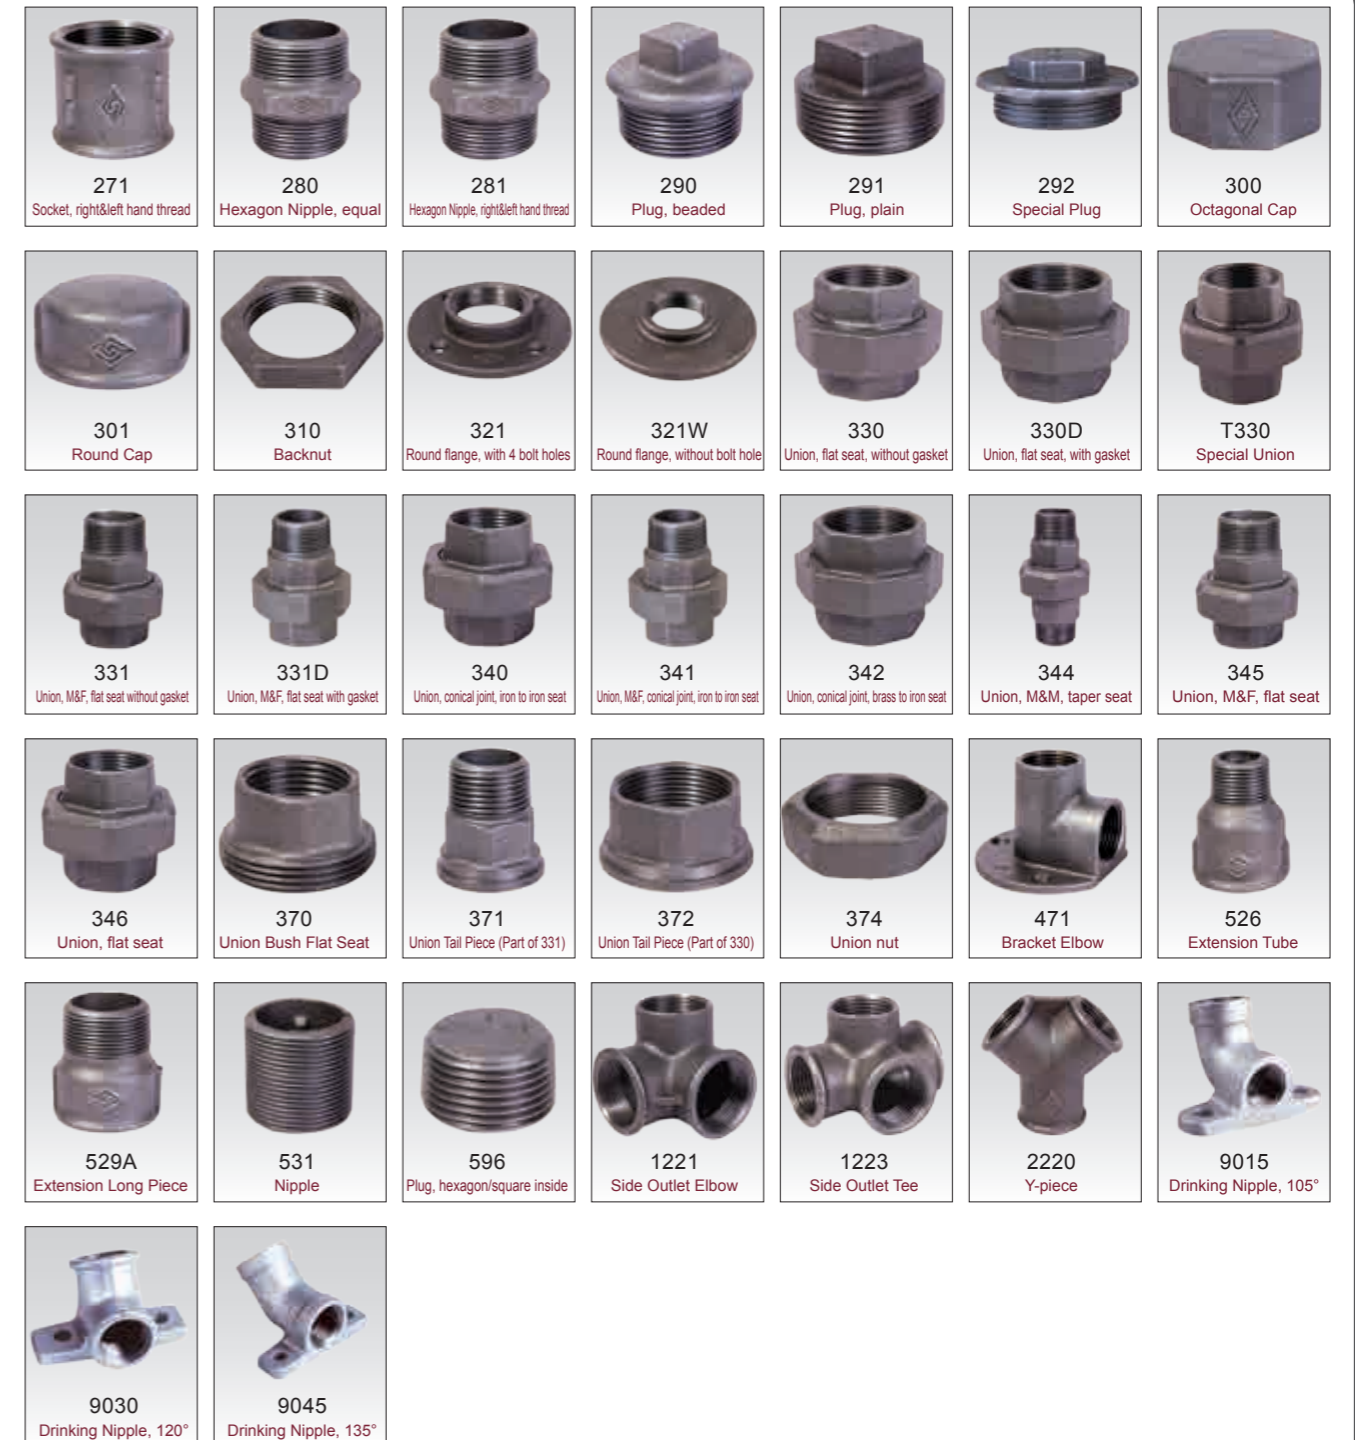 271
Socket, right&left hand thread
280
Hexagon Nipple, equal
281
Hexagon Nipple, right&left hand thread
290
Plug, beaded
291
Plug, plain
292
Special Plug
300
Octagonal Cap
301
Round Cap
310
Backnut
321
Round flange, with 4 bolt holes
321W
Round flange, without bolt hole
330
Union, flat seat, without gasket
330D
Union, flat seat, with gasket
T330
Special Union
331
Union, M&F, flat seat without gasket
331D
Union, M&F, flat seat with gasket
340
Union, conical joint, iron to iron seat
341
Union, M&F, conical joint, iron to iron seat
342
Union, conical joint, brass to iron seat
344
Union, M&M, taper seat
345
Union, M&F, flat seat
346
Union, flat seat
370
Union Bush Flat Seat
371
Union Tail Piece (Part of 331)
372
Union Tail Piece (Part of 330)
374
Union nut
471
Bracket Elbow
526
Extension Tube
529A
Extension Long Piece
531
Nipple
596
Plug, hexagon/square inside
1221
Side Outlet Elbow
1223
Side Outlet Tee
2220
Y-piece
9015
Drinking Nipple, 105°
9030
Drinking Nipple, 120°
9045
Drinking Nipple, 135°